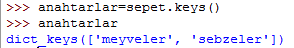 >>> anahtarlar=sepet.keys()
>>> anahtarlar
dict_keys(['meyveler', 'sebzeler'])